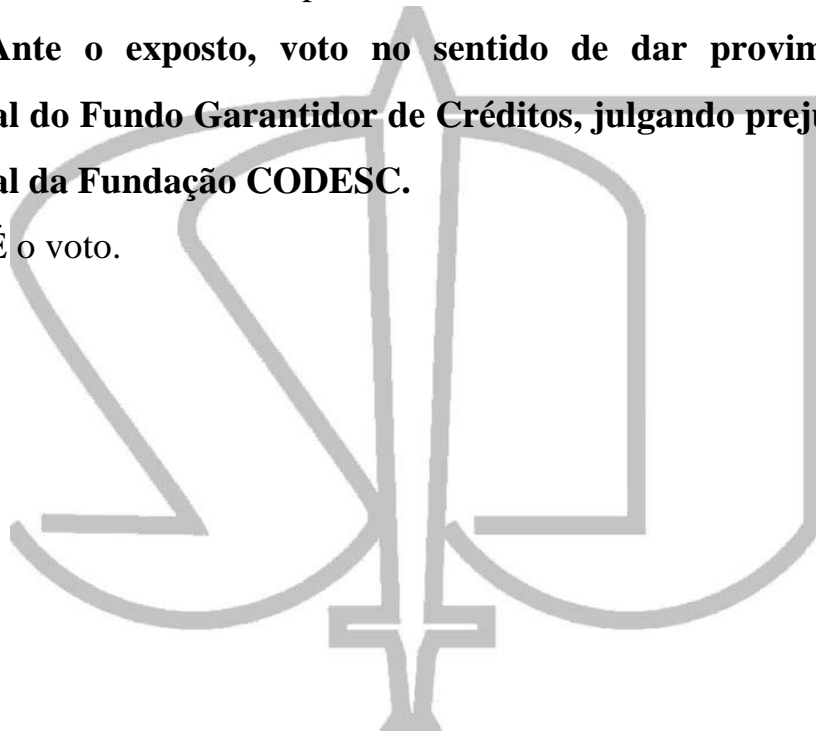 Ante o exposto, voto no sentido de dar provim
al do Fundo Garantidor de Créditos, julgando preju
al da Fundação CODESC.
É o voto.